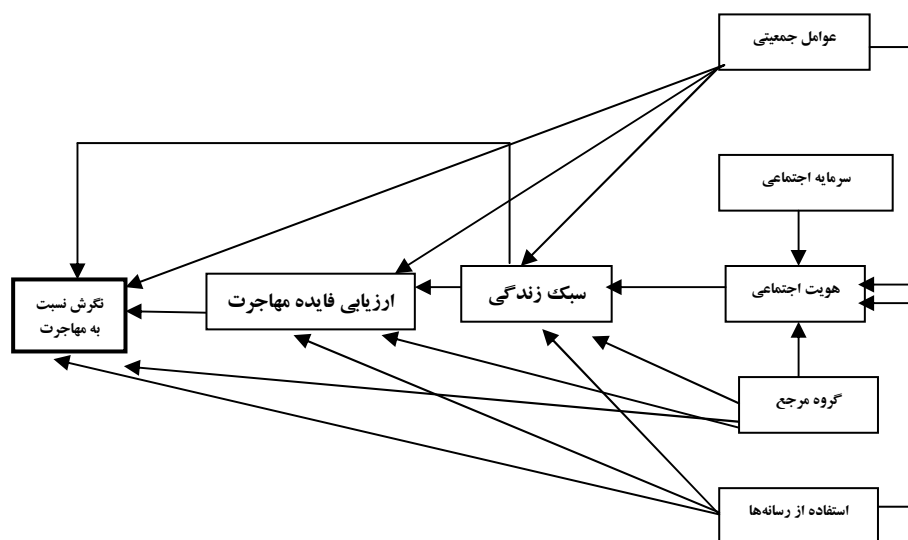 عوامل جمعیتی
سرمایه اجتماعی
هویت اجتماعی
سبک زندگی
ارزیابی فایده مهاجرت
نگرش نسبت
به مهاجرت
گروه مرجع
استفاده از رسانه‌ها